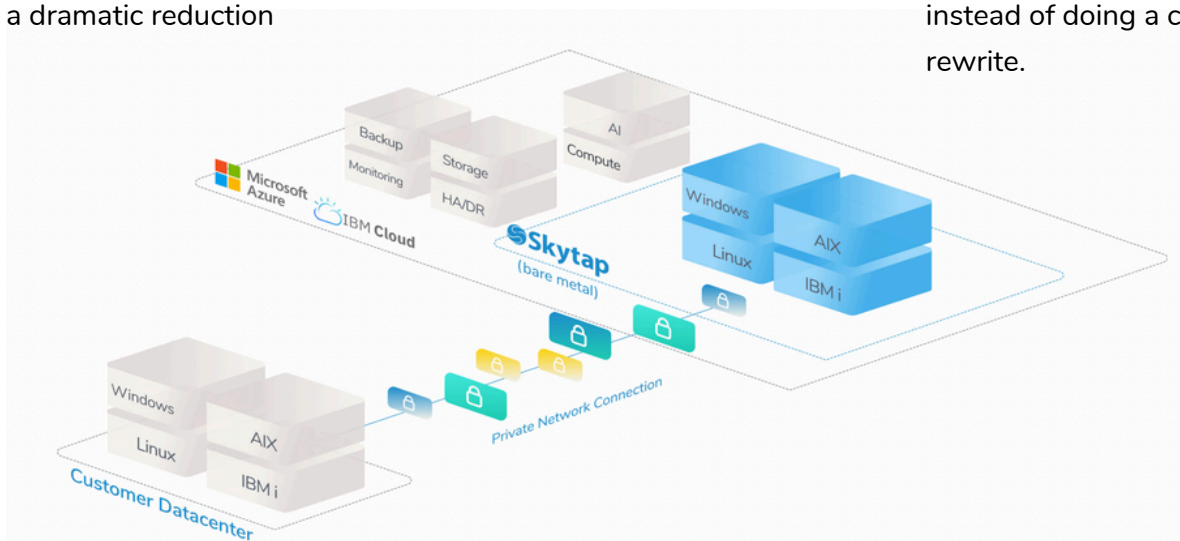 a dramatic reduction
instead of doing a c
rewrite.
Backup
Monitoring
Storage
HA/DR
AI
Compute
Microsoft
Azure
IBM Cloud
Skytap
(bare metal)
Windows
Linux
AIX
IBM i
Private Network Connection
Windows
Linux
AIX
IBM i
Customer Datacenter